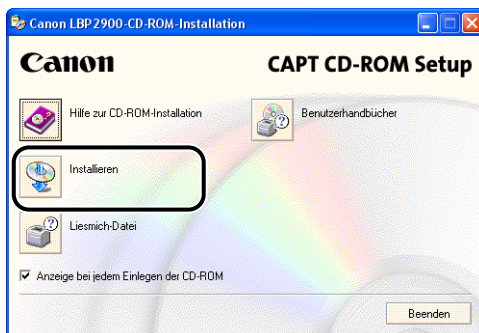 Canon LBP2900-CD-ROM-Installation
Canon
CAPT CD-ROM Setup
Hilfe zur CD-ROM-Installation
Benutzerhandbücher
Installieren
Liesmich-Datei
Anzeige bei jedem Einlegen der CD-ROM
Beenden